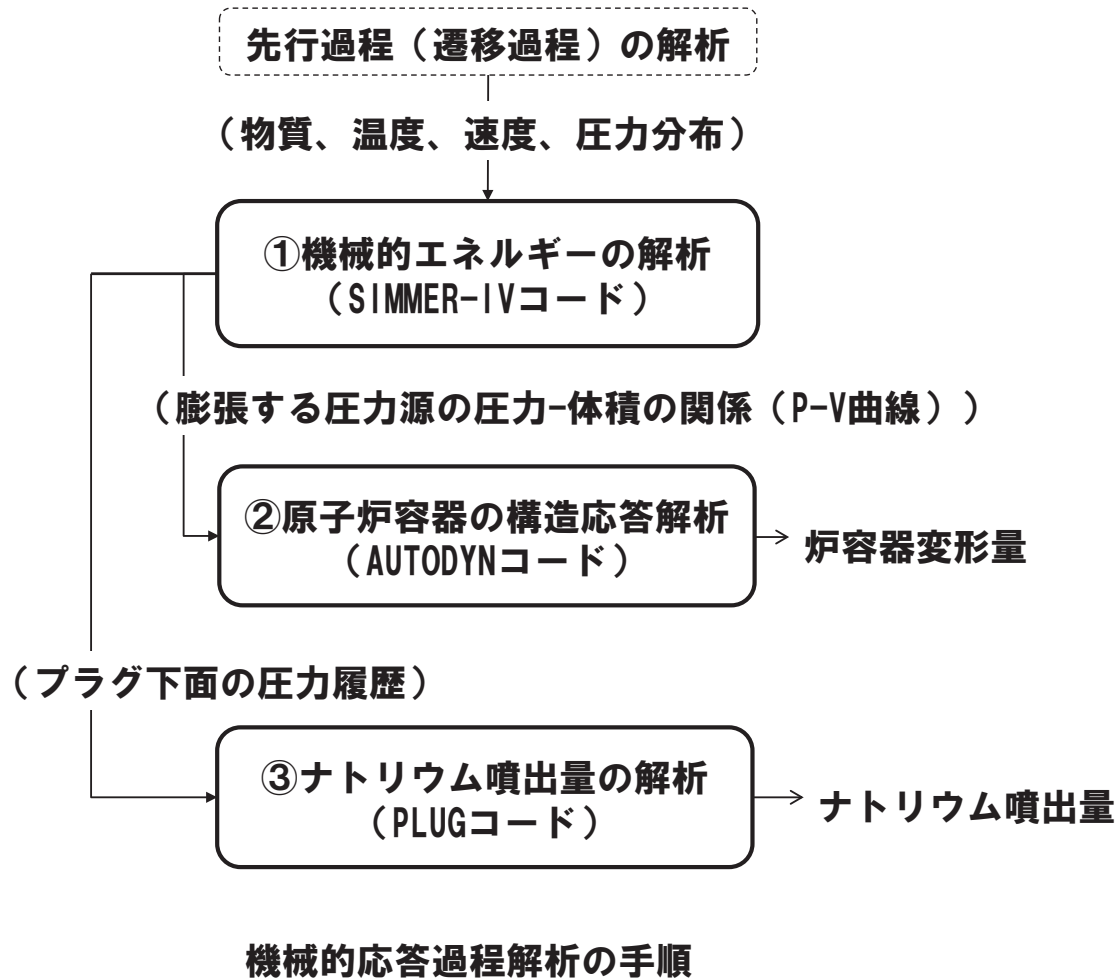 先行過程（遷移過程）の解析
（物質、温度、速度、圧力分布）
①機械的エネルギーの解析
（SIMMER-IVコード）
（膨張する圧力源の圧力-体積の関係（P-V曲線））
②原子炉容器の構造応答解析
（AUTODYNコード）
炉容器変形量
（プラグ下面の圧力履歴）
③ナトリウム噴出量の解析
（PLUGコード）
ナトリウム噴出量
機械的応答過程解析の手順